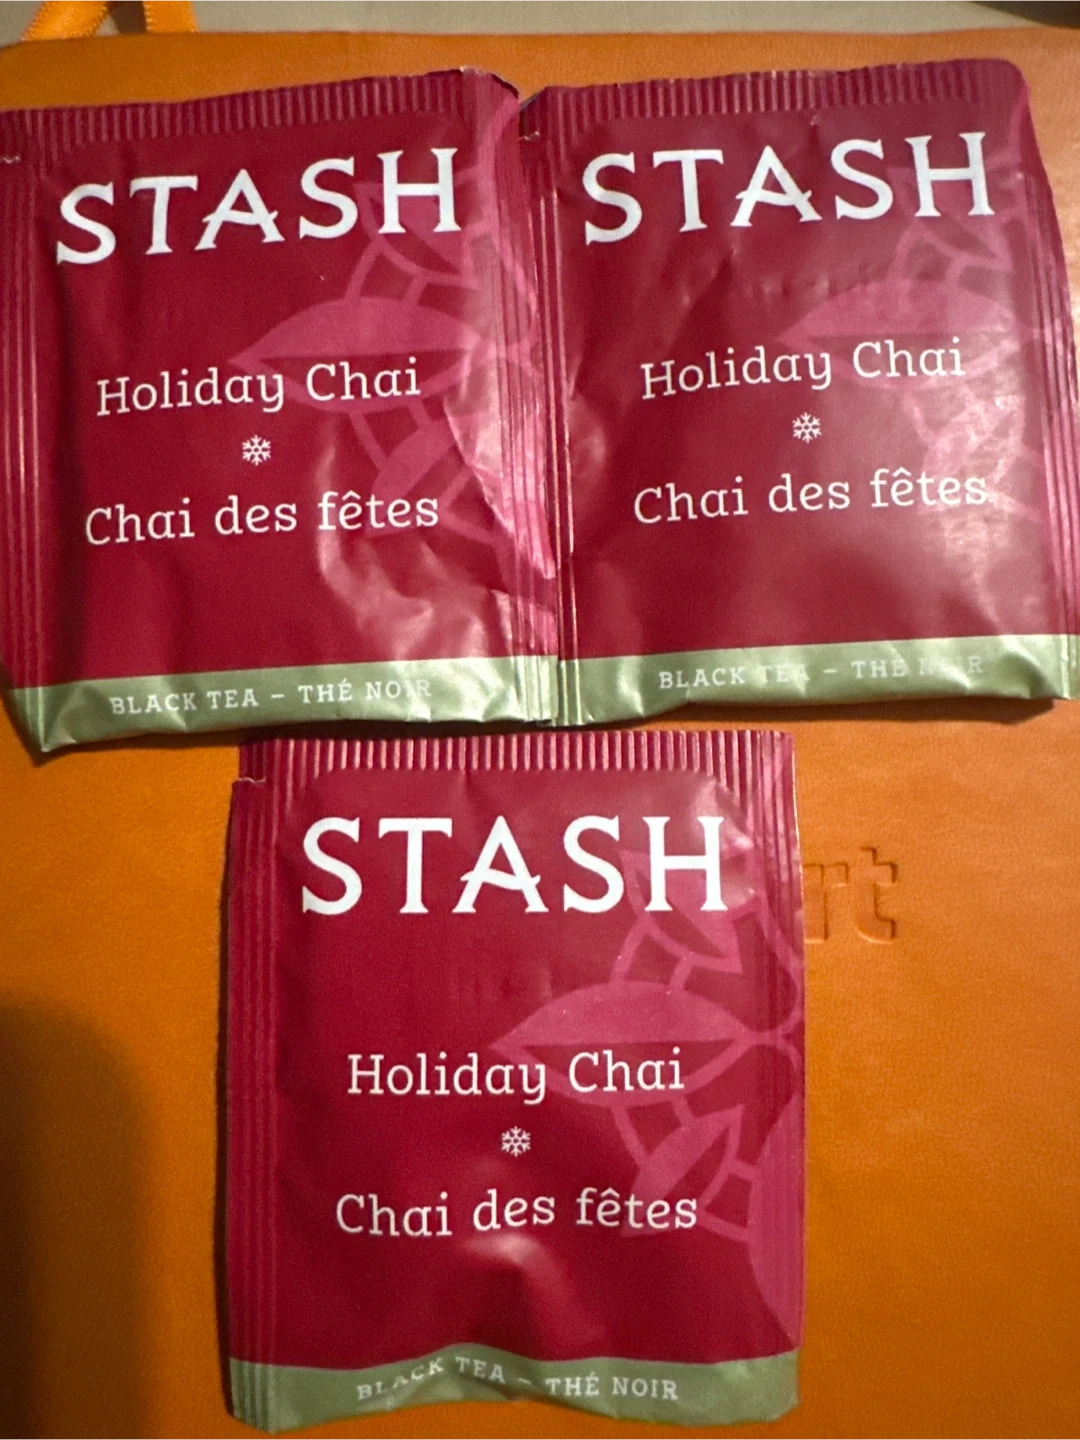 STASH
Holiday Chai
Chai des fêtes
BLACK TEA – THÉ NOIR
STASH
Holiday Chai
Chai des fêtes
BLACK TEA – THÉ NOIR
STASH
Holiday Chai
Chai des fêtes
BLACK TEA – THÉ NOIR